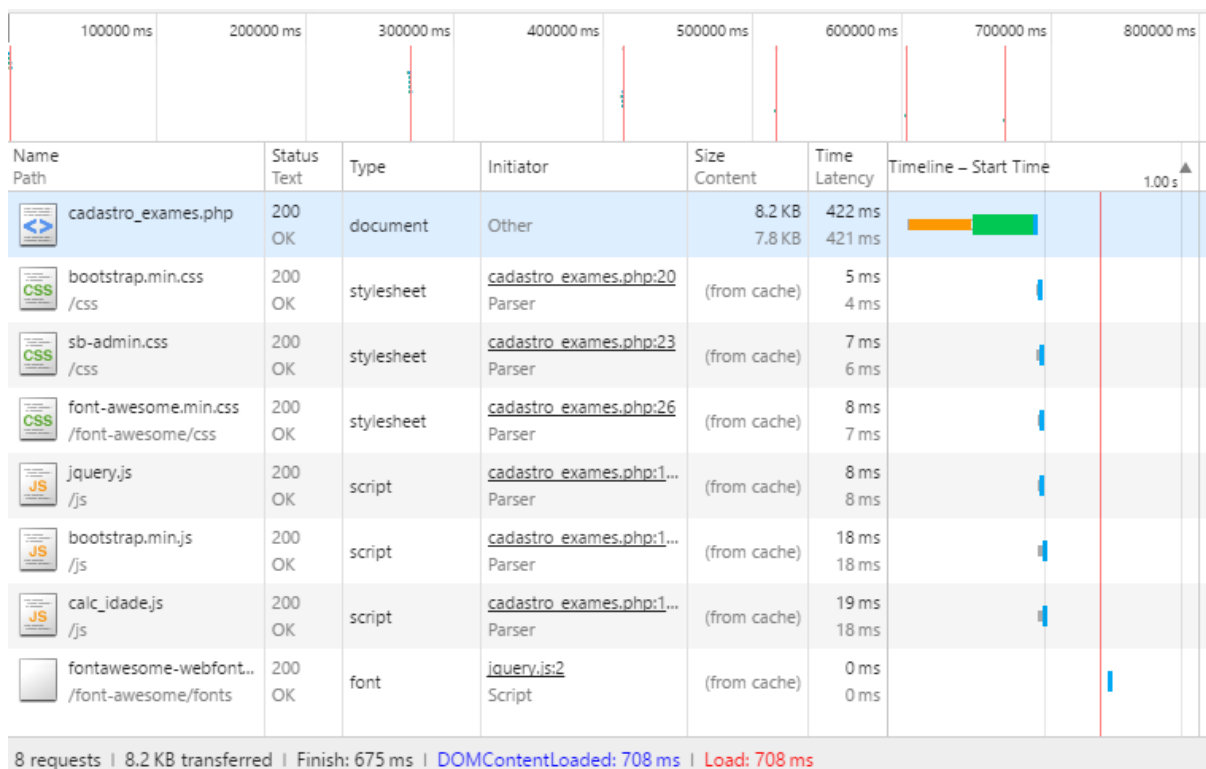 100000 ms 200000 ms 300000 ms 400000 ms 500000 ms 600000 ms 700000 ms 800000 ms
Name Status Type Initiator Size Time Timeline – Start Time
Path Text Content Latency 1.00 s ▲
cadastro_exames.php 200 document Other 8.2 KB 422 ms
OK 7.8 KB 421 ms
bootstrap.min.css 200 stylesheet cadastro_exames.php:20 (from cache) 5 ms
/css OK Parser 4 ms
sb-admin.css 200 stylesheet cadastro_exames.php:23 (from cache) 7 ms
/css OK Parser 6 ms
font-awesome.min.css 200 stylesheet cadastro_exames.php:26 (from cache) 8 ms
/font-awesome/css OK Parser 7 ms
jquery.js 200 script cadastro_exames.php:1... (from cache) 8 ms
/js OK Parser 8 ms
bootstrap.min.js 200 script cadastro_exames.php:1... (from cache) 18 ms
/js OK Parser 18 ms
calc_idade.js 200 script cadastro_exames.php:1... (from cache) 19 ms
/js OK Parser 18 ms
fontawesome-webfont... 200 font jquery.js:2 (from cache) 0 ms
/font-awesome/fonts OK Script 0 ms
CSS
CSS
CSS
JS
JS
JS
8 requests | 8.2 KB transferred | Finish: 675 ms | DOMContentLoaded: 708 ms | Load: 708 ms